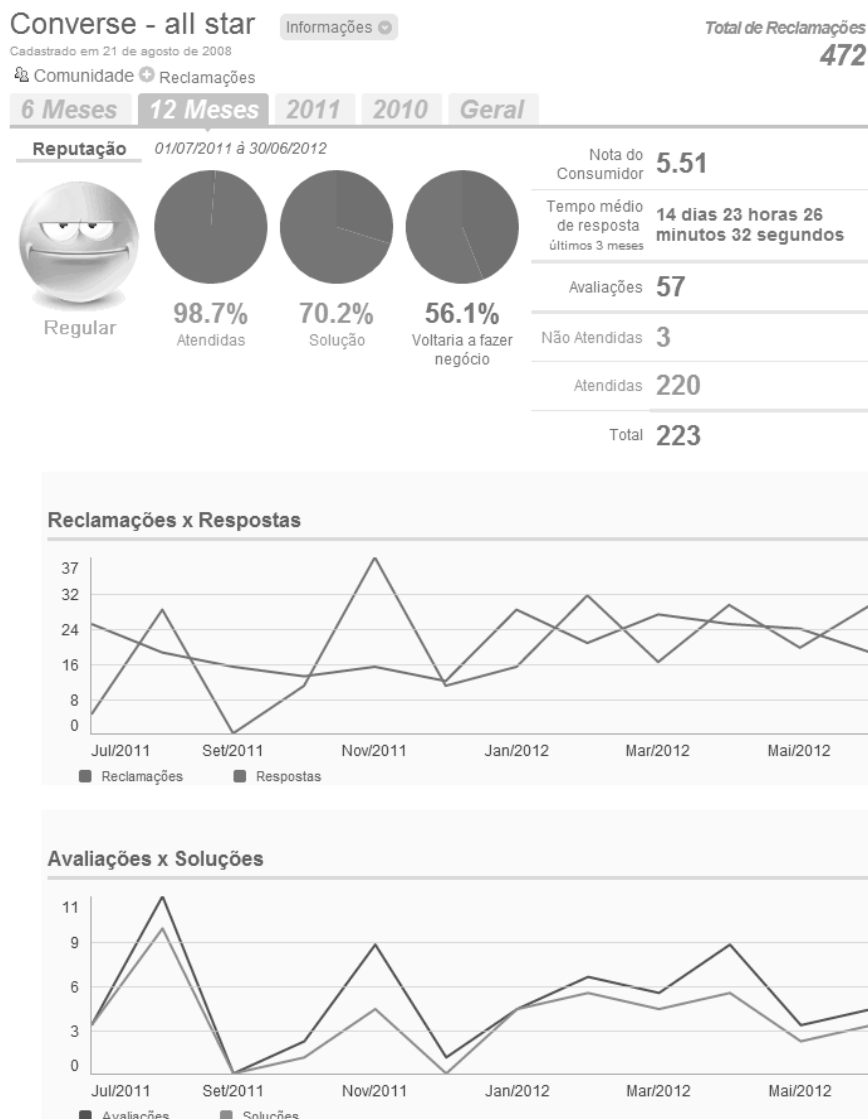 Converse - all star
Informações
Total de Reclamações
472
Cadastrado em 21 de agosto de 2008
Comunidade
Reclamações
6 Meses
12 Meses
2011
2010
Geral
Reputação
01/07/2011 à 30/06/2012
Regular
98.7%
Atendidas
70.2%
Solução
56.1%
Voltaria a fazer
negócio
Nota do
Consumidor
5.51
Tempo médio
de resposta
últimos 3 meses
14 dias 23 horas 26
minutos 32 segundos
Avaliações 57
Não Atendidas 3
Atendidas 220
Total 223
Reclamações x Respostas
37
32
24
16
8
0
Jul/2011 Set/2011 Nov/2011 Jan/2012 Mar/2012 Mai/2012
Reclamações Respostas
Avaliações x Soluções
11
9
6
3
0
Jul/2011 Set/2011 Nov/2011 Jan/2012 Mar/2012 Mai/2012
Avaliações Soluções